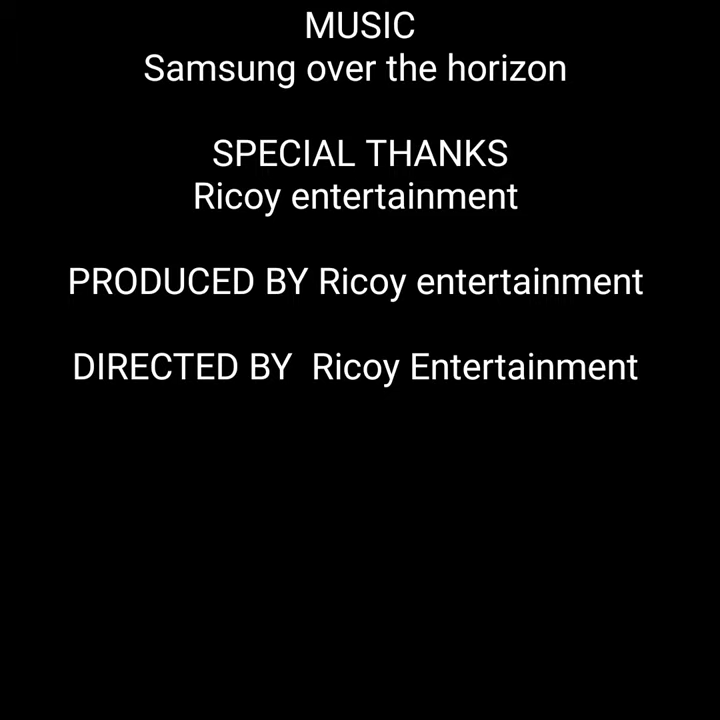 MUSIC
Samsung over the horizon
SPECIAL THANKS
Ricoy entertainment
PRODUCED BY Ricoy entertainment
DIRECTED BY  Ricoy Entertainment